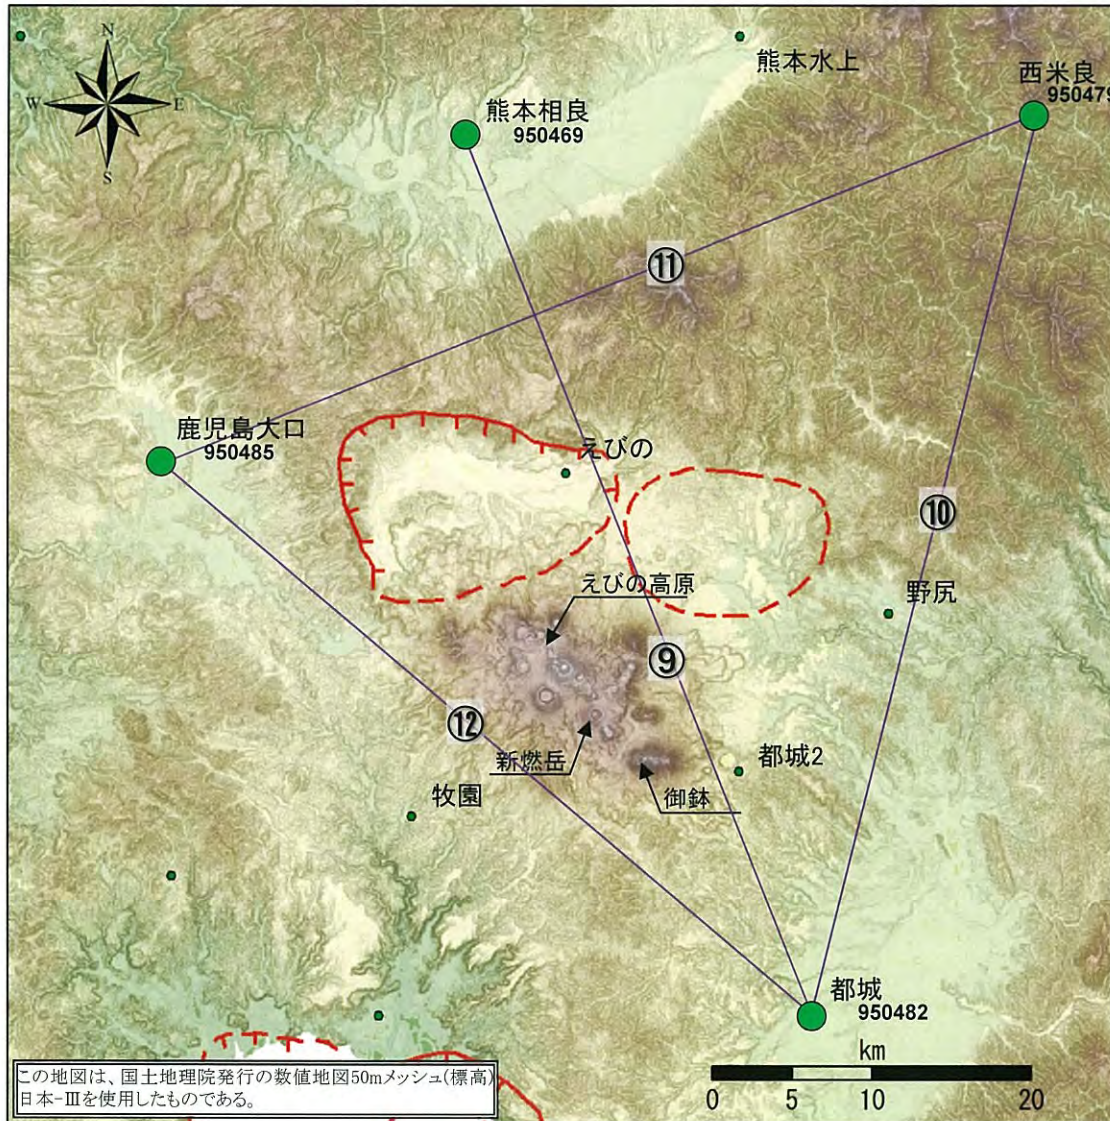 N
W
E
S
熊本水上
西米良
950479
熊本相良
950469
⑪
鹿児島大口
950485
えびの
⑩
えびの高原
野尻
⑨
⑫
新燃岳
都城2
牧園
御鉢
都城
950482
km
0 5 10 20
この地図は、国土地理院発行の数値地図50mメッシュ(標高)
日本-Ⅲを使用したものである。